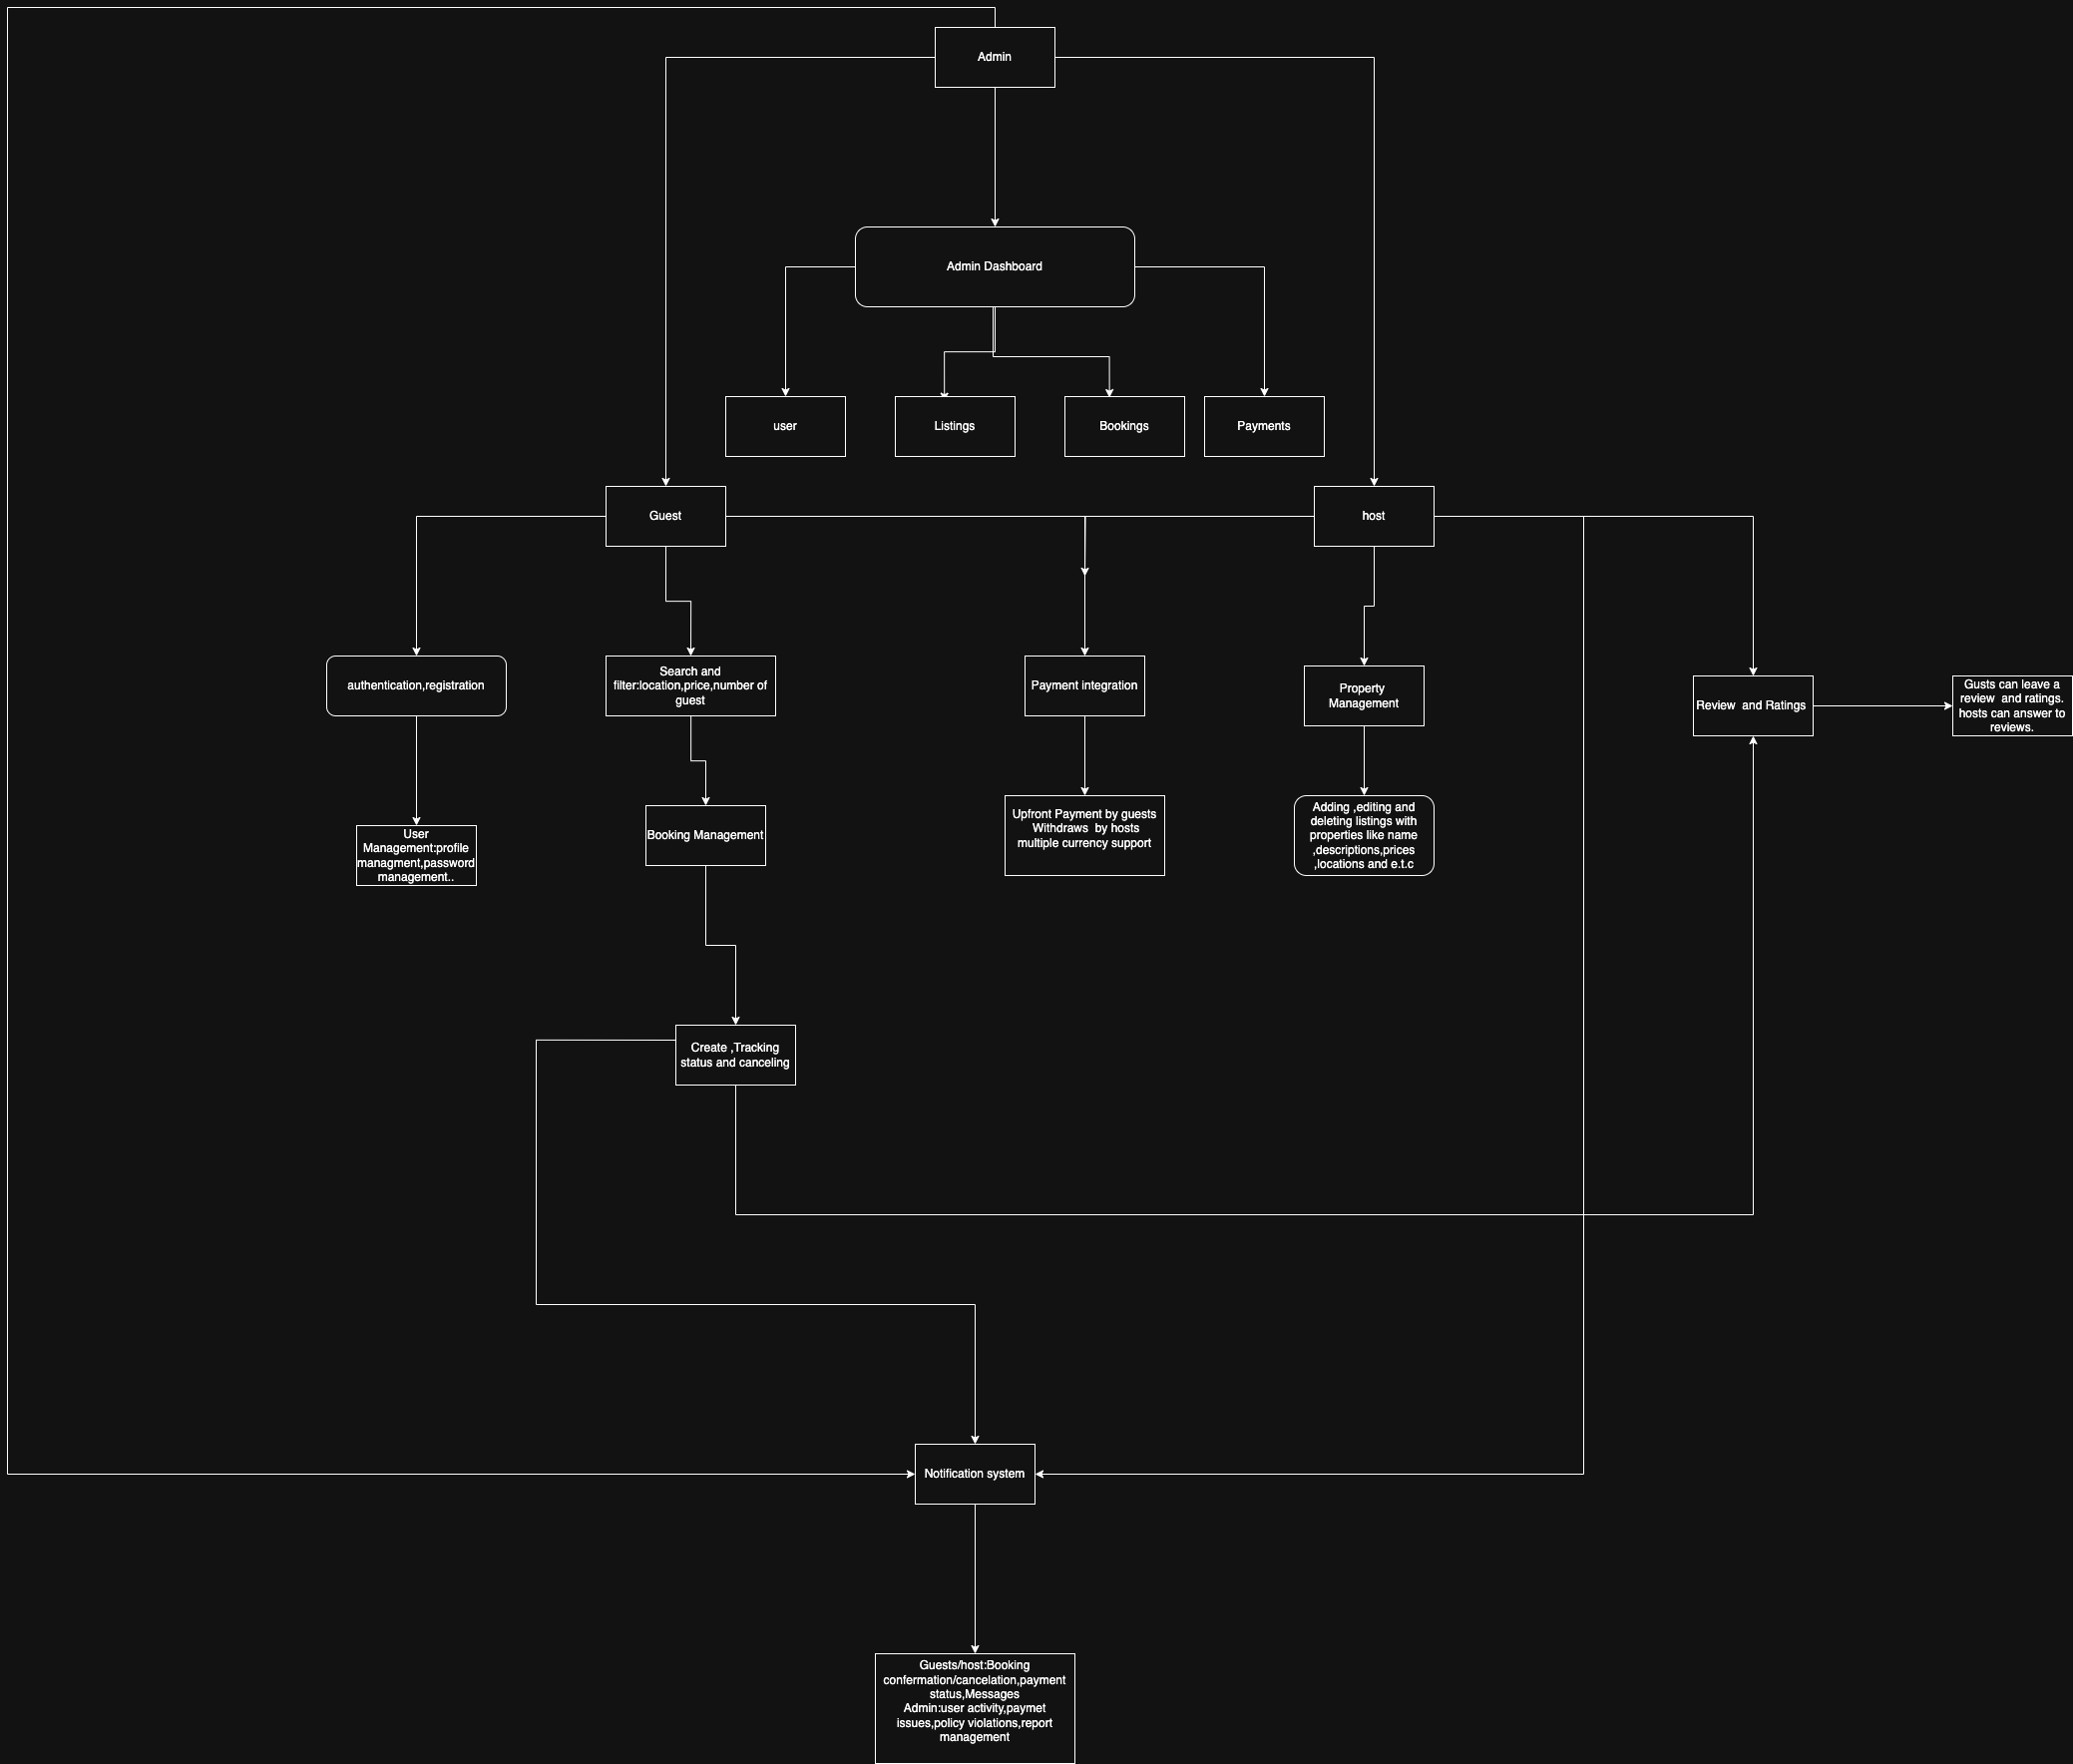 Admin
Admin Dashboard
user
Listings
Bookings
Payments
Guest
host
authentication,registration
Search and
filter:location,price,number of
guest
Payment integration
Property
Management
Review  and Ratings
Gusts can leave a
review  and ratings.
hosts can answer to
reviews.
User
Management:profile
managment,password
management..
Booking Management
Upfront Payment by guests
Withdraws  by hosts
multiple currency support
Adding ,editing and
deleting listings with
properties like name
,descriptions,prices
,locations and e.t.c
Create ,Tracking
status and canceling
Notification system
Guests/host:Booking
confermation/cancelation,payment
status,Messages
Admin:user activity,paymet
issues,policy violations,report
management